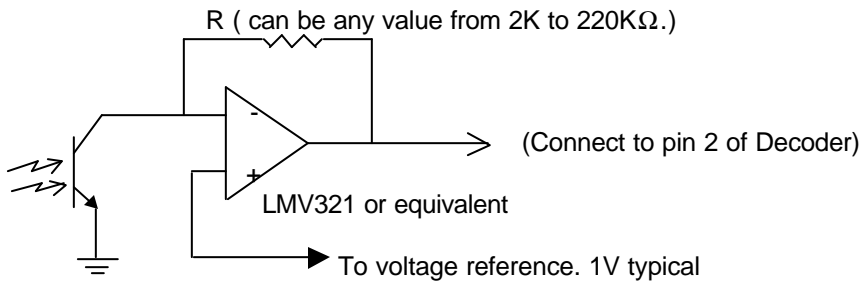 R ( can be any value from 2K to 220KΩ.)
-
(Connect to pin 2 of Decoder)
+
LMV321 or equivalent
To voltage reference. 1V typical